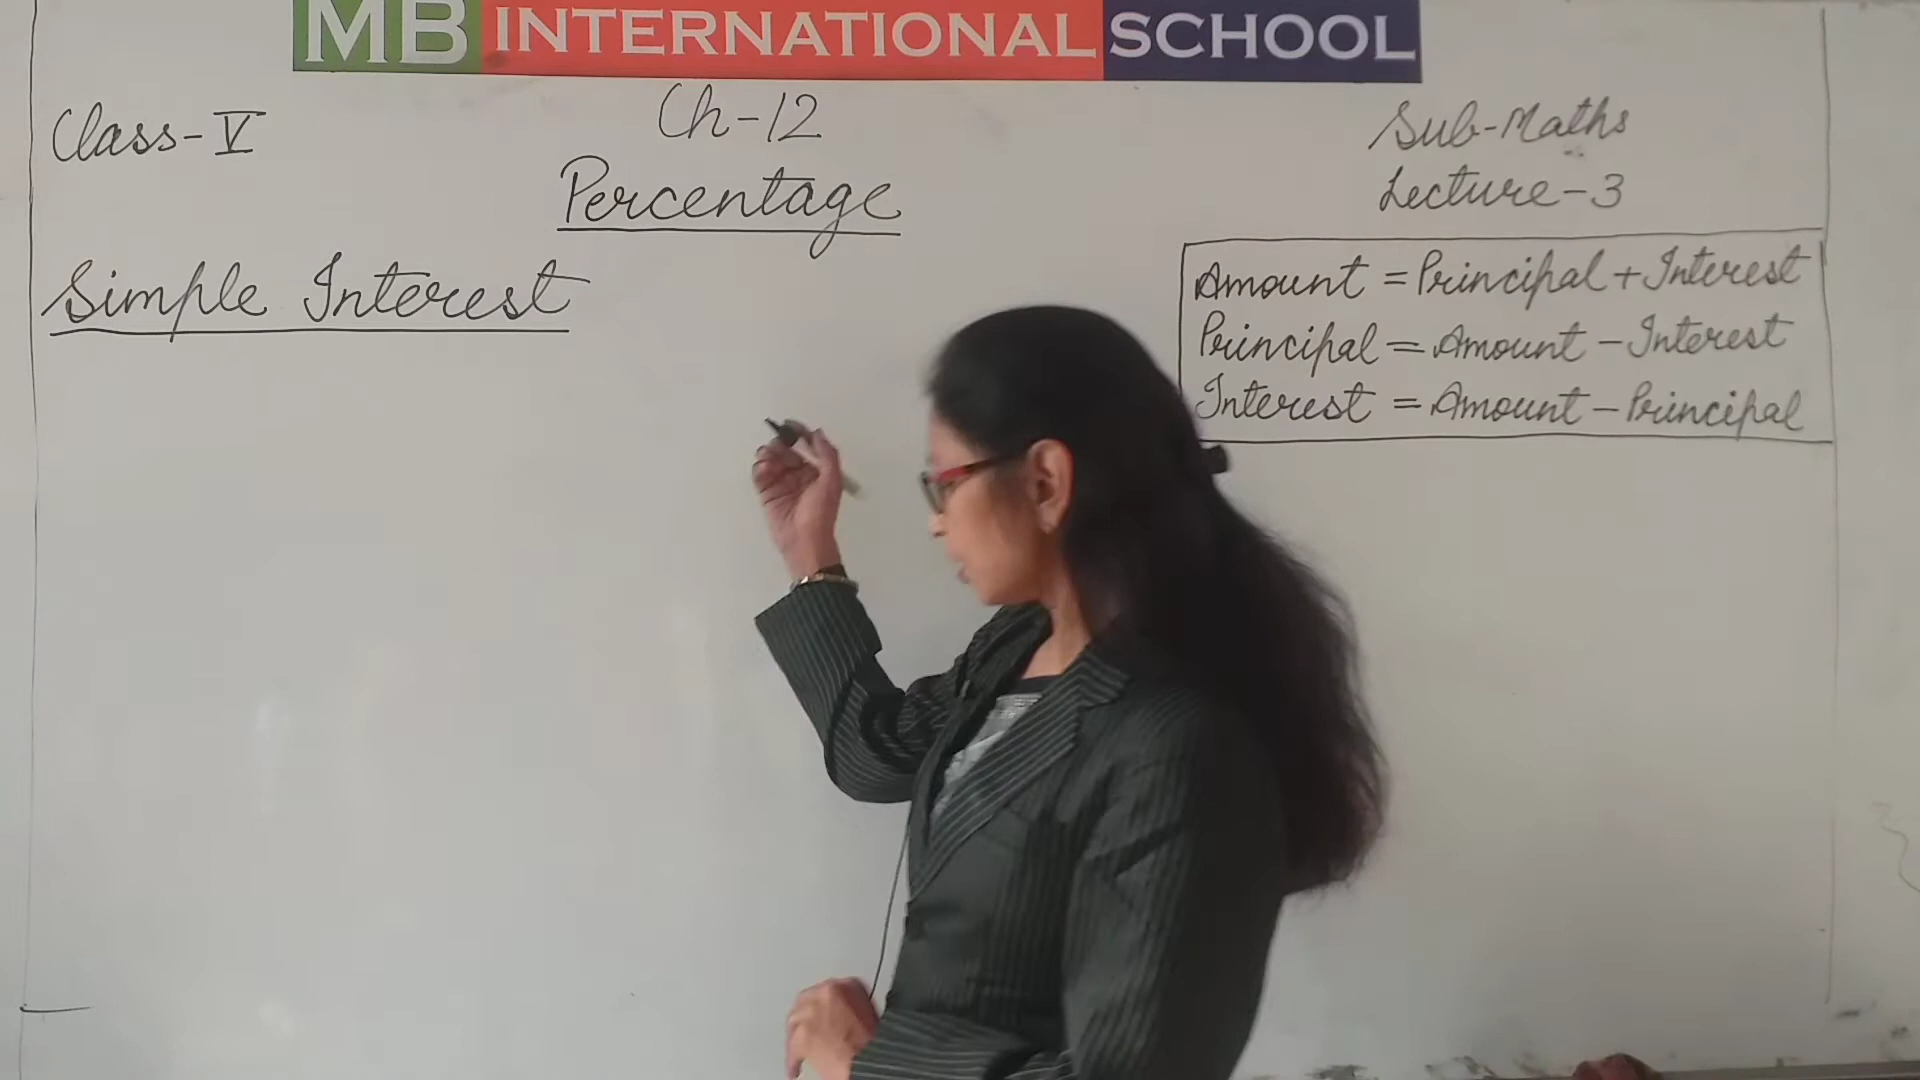 MB INTERNATIONAL SCHOOL
Class-V
Ch-12
Sub-Maths
Percentage
Lecture-3
Simple Interest
Amount = Principal + Interest
Principal = Amount - Interest
Interest = Amount - Principal